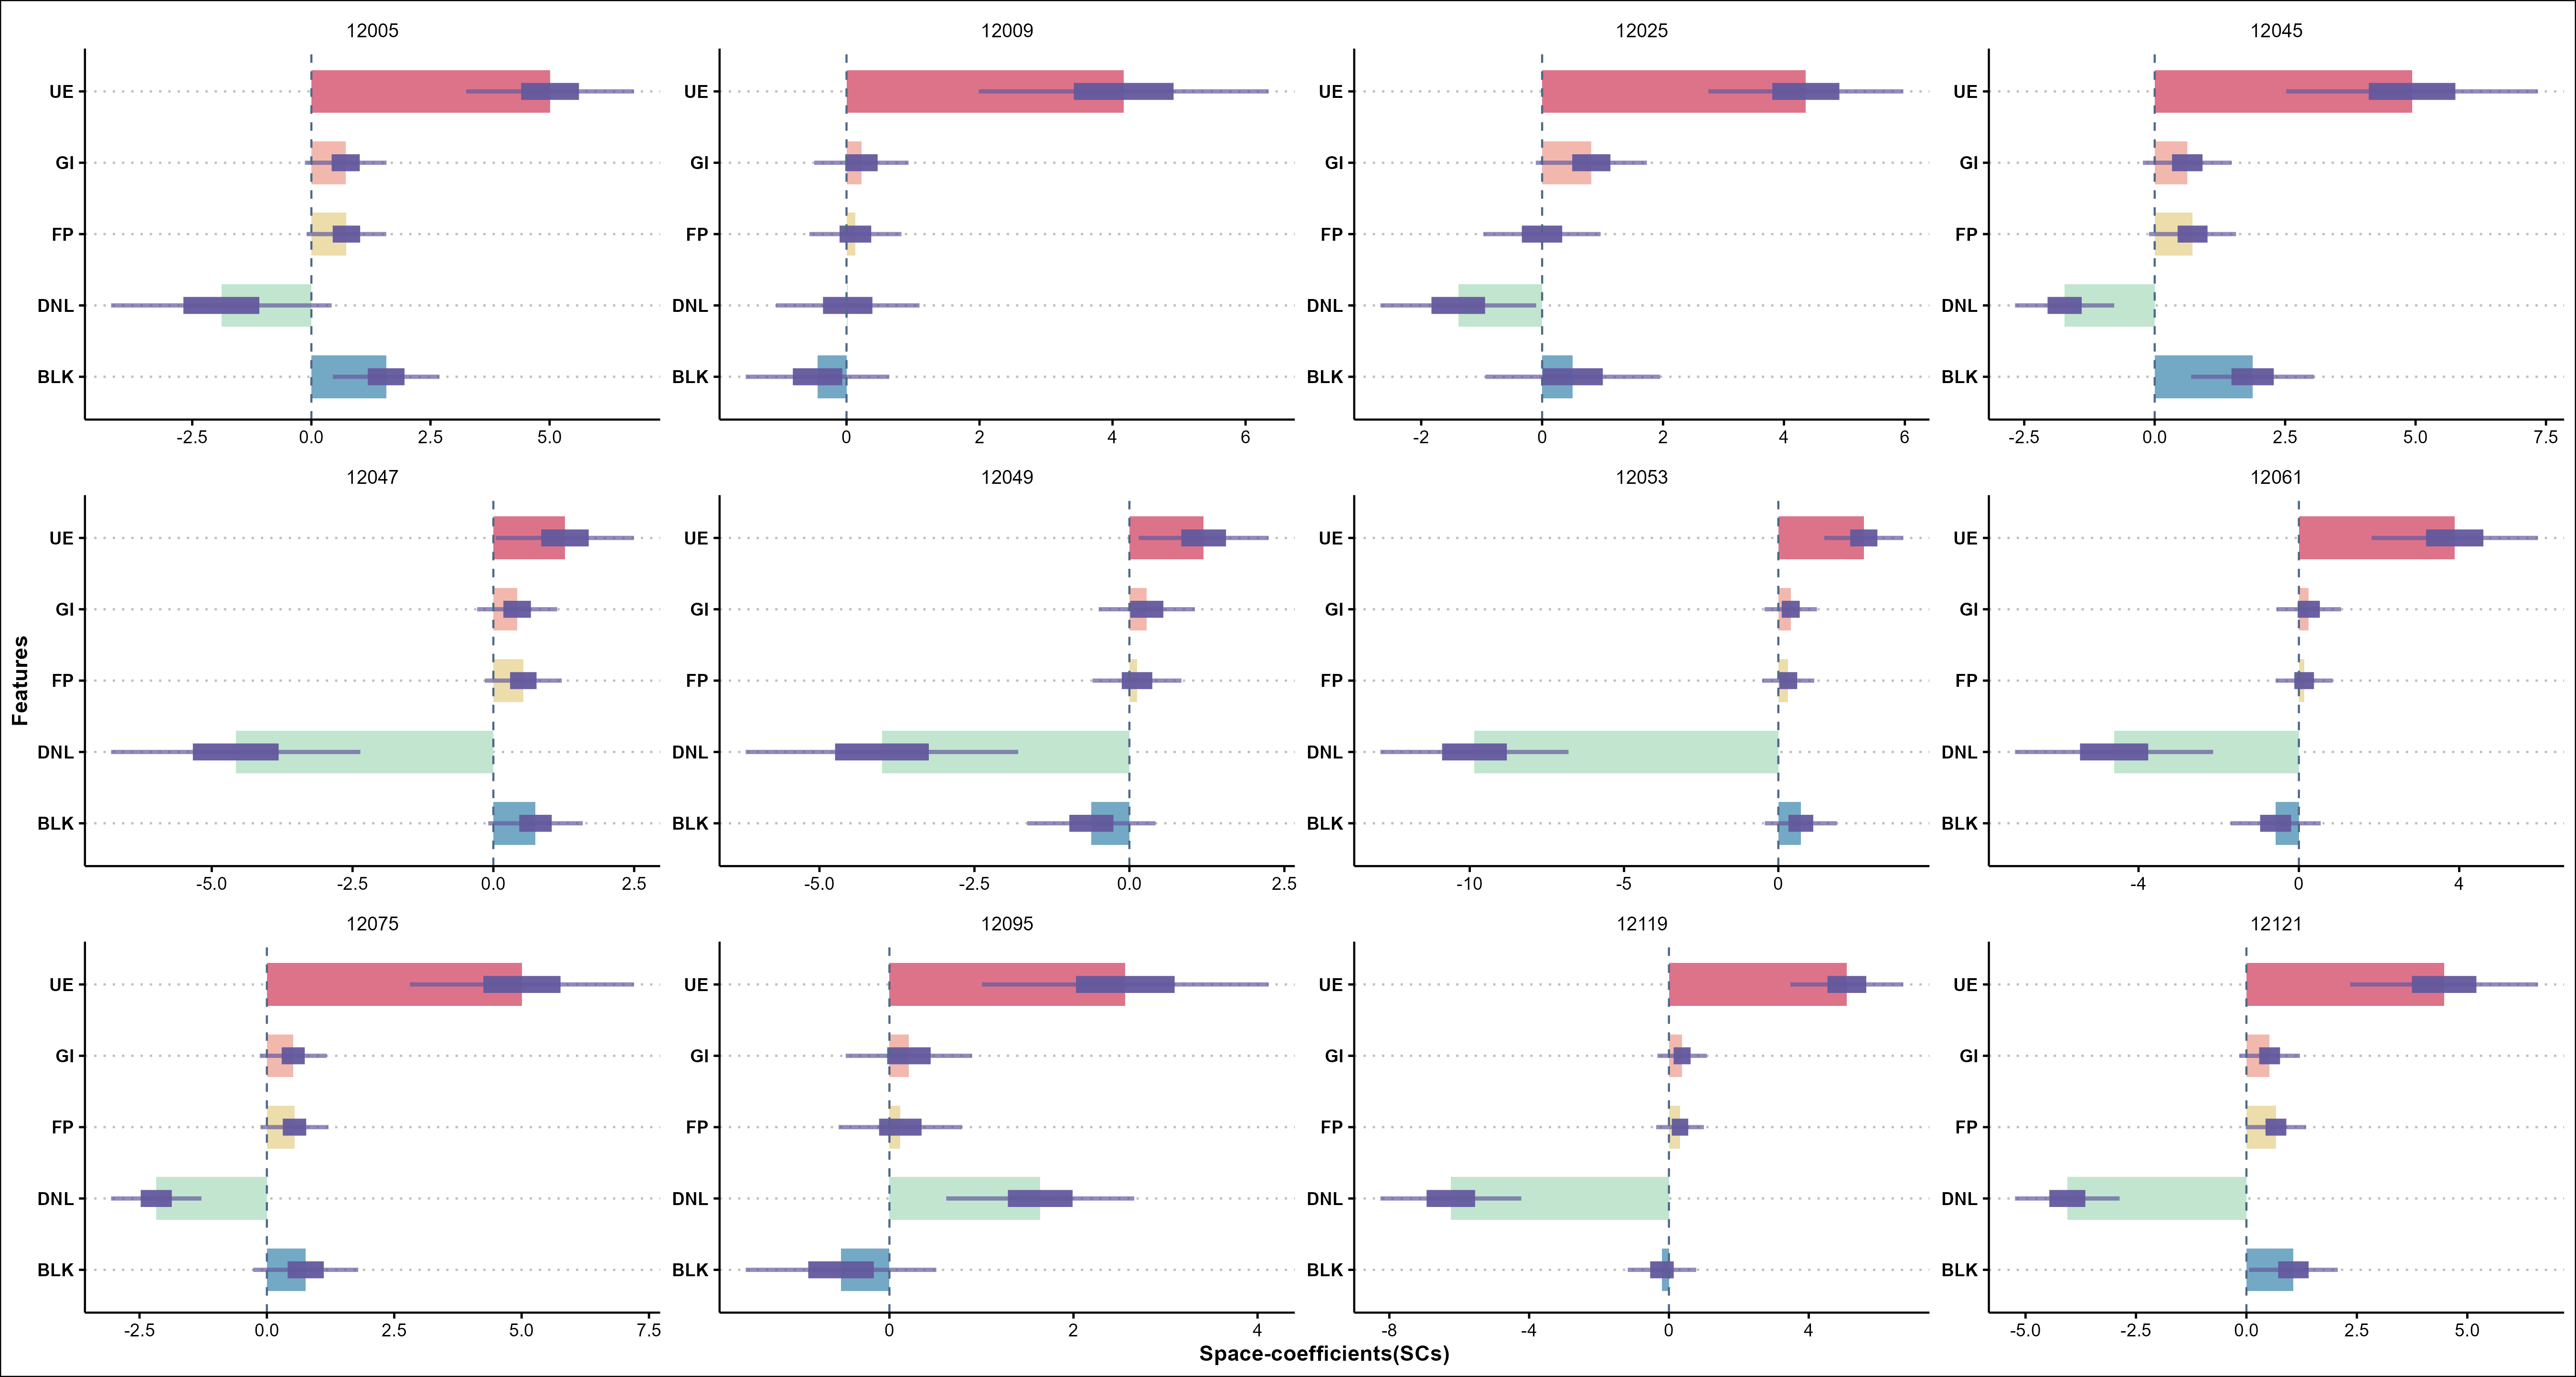 12005 12009 12025 12045
UE UE UE UE
GI GI GI GI
FP FP FP FP
DNL DNL DNL DNL
BLK BLK BLK BLK
-2.5 0.0 2.5 5.0 0 2 4 6 -2 0 2 4 6 -2.5 0.0 2.5 5.0 7.5
12047 12049 12053 12061
UE UE UE UE
GI GI GI GI
Features
FP FP FP FP
DNL DNL DNL DNL
BLK BLK BLK BLK
-5.0 -2.5 0.0 2.5 -5.0 -2.5 0.0 2.5 -10 -5 0 -4 0 4
12075 12095 12119 12121
UE UE UE UE
GI GI GI GI
FP FP FP FP
DNL DNL DNL DNL
BLK BLK BLK BLK
-2.5 0.0 2.5 5.0 7.5 0 2 4 -8 -4 0 4 -5.0 -2.5 0.0 2.5 5.0
Space-coefficients(SCs)